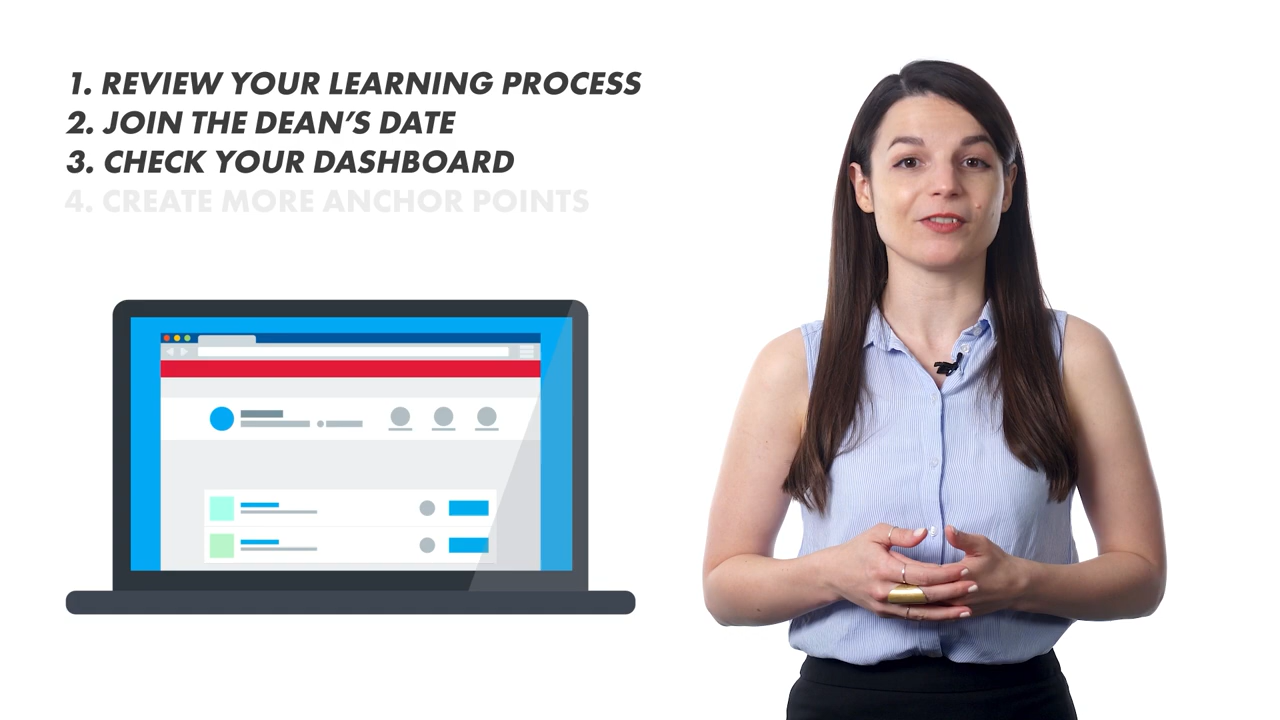 1. REVIEW YOUR LEARNING PROCESS
2. JOIN THE DEAN'S DATE
3. CHECK YOUR DASHBOARD
4. CREATE MORE ANCHOR POINTS